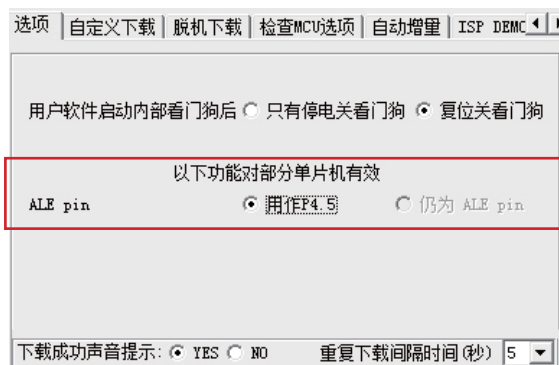 选项 自定义下载 脱机下载 检查MCU选项 自动增量 ISP DEMO
用户软件启动内部看门狗后 只有停电关看门狗 复位关看门狗
以下功能对部分单片机有效
ALE pin 用作P4.5 仍为 ALE pin
下载成功声音提示: YES NO 重复下载间隔时间(秒) 5